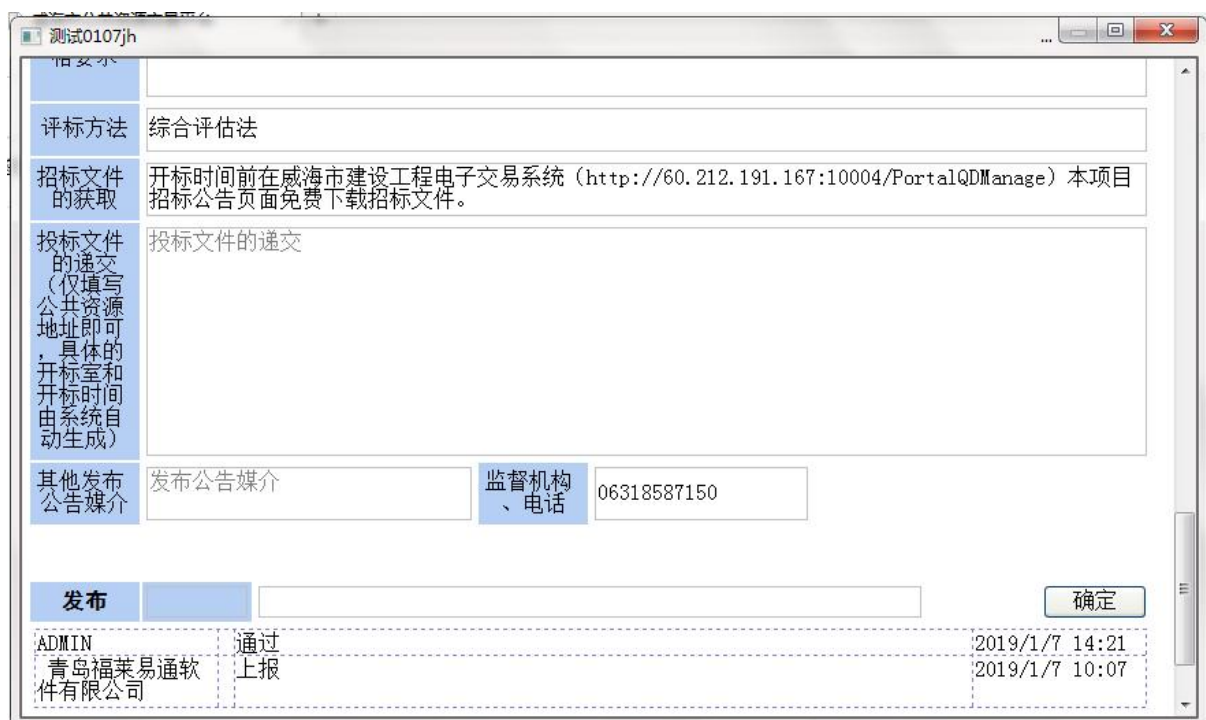 测试0107jh
...
格要求
评标方法
综合评估法
招标文件
的获取
开标时间前在威海市建设工程电子交易系统（http://60.212.191.167:10004/PortalQDManage）本项目
招标公告页面免费下载招标文件。
投标文件
的递交
（仅填写
公共资源
地址即可
，具体的
开标室和
开标时间
由系统自
动生成）
投标文件的递交
其他发布
公告媒介
发布公告媒介
监督机构
、电话
06318587150
发布
确定
ADMIN
通过
2019/1/7 14:21
青岛福莱易通软
件有限公司
上报
2019/1/7 10:07